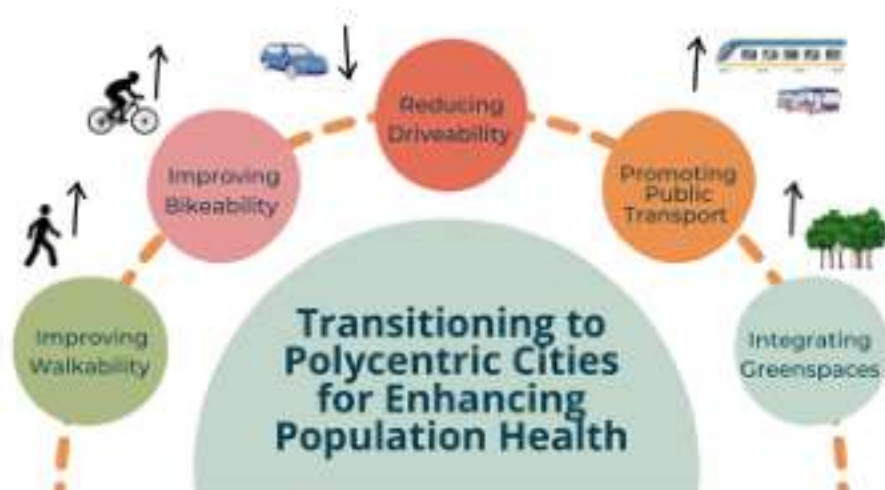 Reducing
Driveability
Improving
Bikeability
Promoting
Public
Transport
Improving
Walkability
Integrating
Greenspaces
Transitioning to
Polycentric Cities
for Enhancing
Population Health